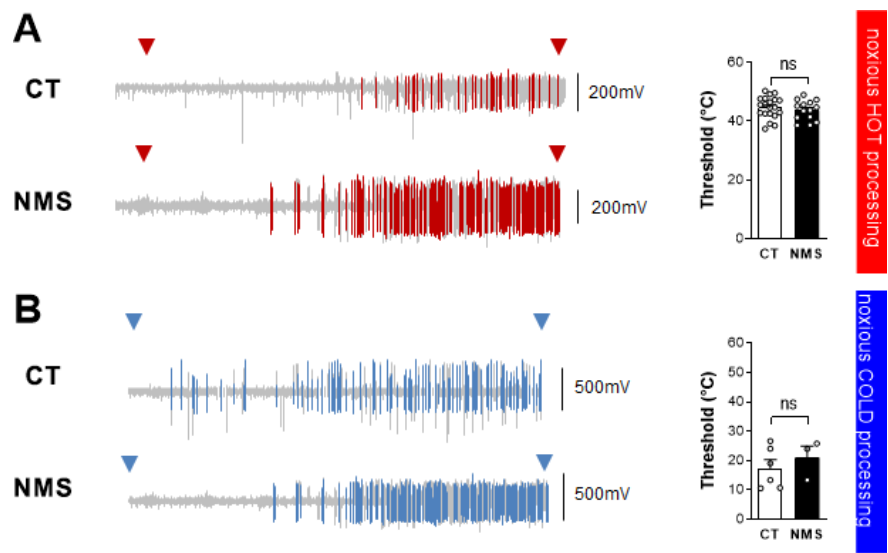 A
CT
200mV
NMS
200mV
Threshold (°C)
60
40
20
0
ns
CT NMS
noxious HOT processing
B
CT
500mV
NMS
500mV
Threshold (°C)
60
50
40
30
20
10
0
ns
CT NMS
noxious COLD processing